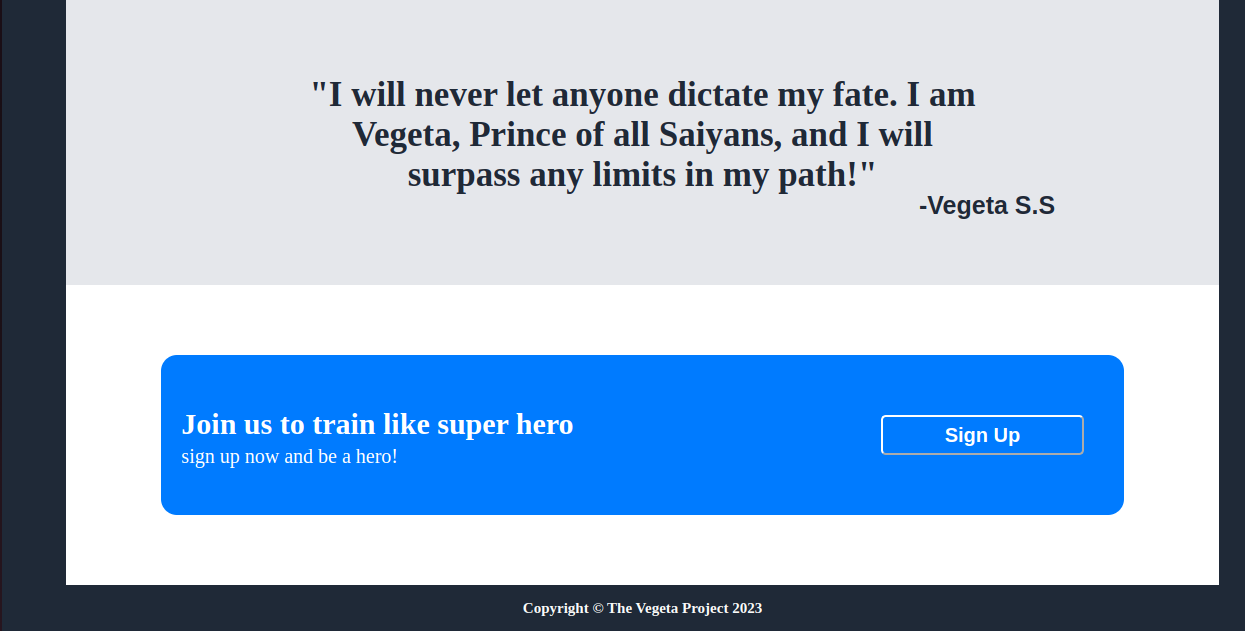 "I will never let anyone dictate my fate. I am
Vegeta, Prince of all Saiyans, and I will
surpass any limits in my path!"
-Vegeta S.S
Join us to train like super hero
sign up now and be a hero!
Sign Up
Copyright © The Vegeta Project 2023